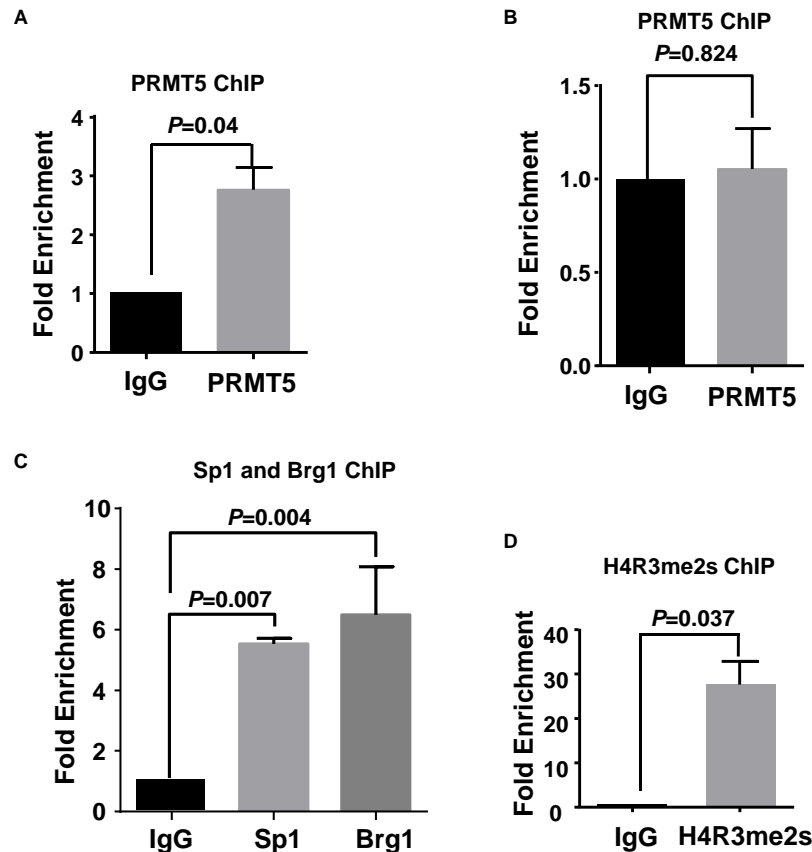 A
PRMT5 ChIP
P=0.04
Fold Enrichment
4
3
2
1
0
IgG PRMT5
B
PRMT5 ChIP
P=0.824
Fold Enrichment
1.5
1.0
0.5
0.0
IgG PRMT5
C
Sp1 and Brg1 ChIP
P=0.004
P=0.007
Fold Enrichment
10
8
6
4
2
0
IgG Sp1 Brg1
D
H4R3me2s ChIP
P=0.037
Fold Enrichment
40
30
20
10
0
IgG H4R3me2s